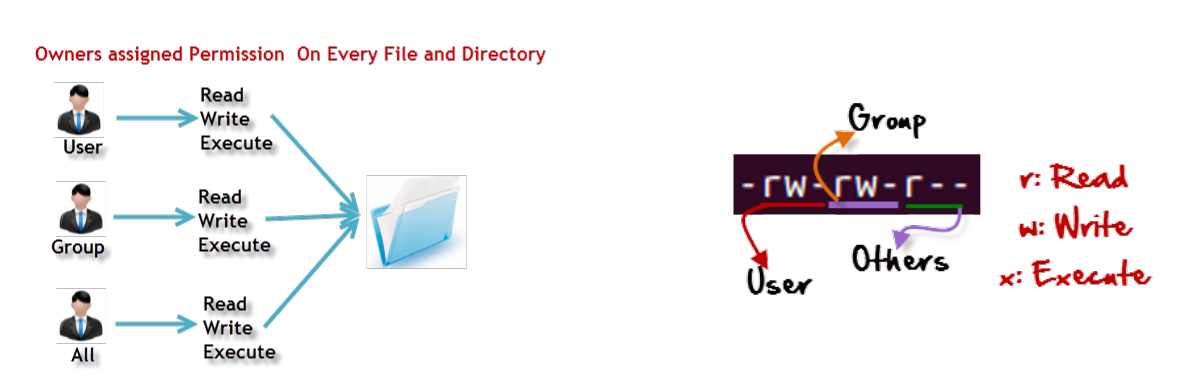 Owners assigned Permission On Every File and Directory
Read
Write
Execute
User
Read
Write
Execute
Group
Read
Write
Execute
All
Group
-rw-rw-r--
User
Others
r: Read
w: Write
x: Execute